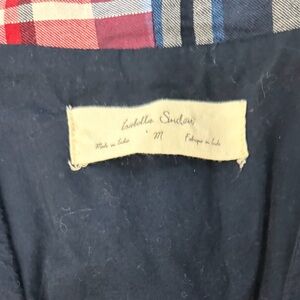 Isabella Sinclair
Made in India M Fabriqué en Inde